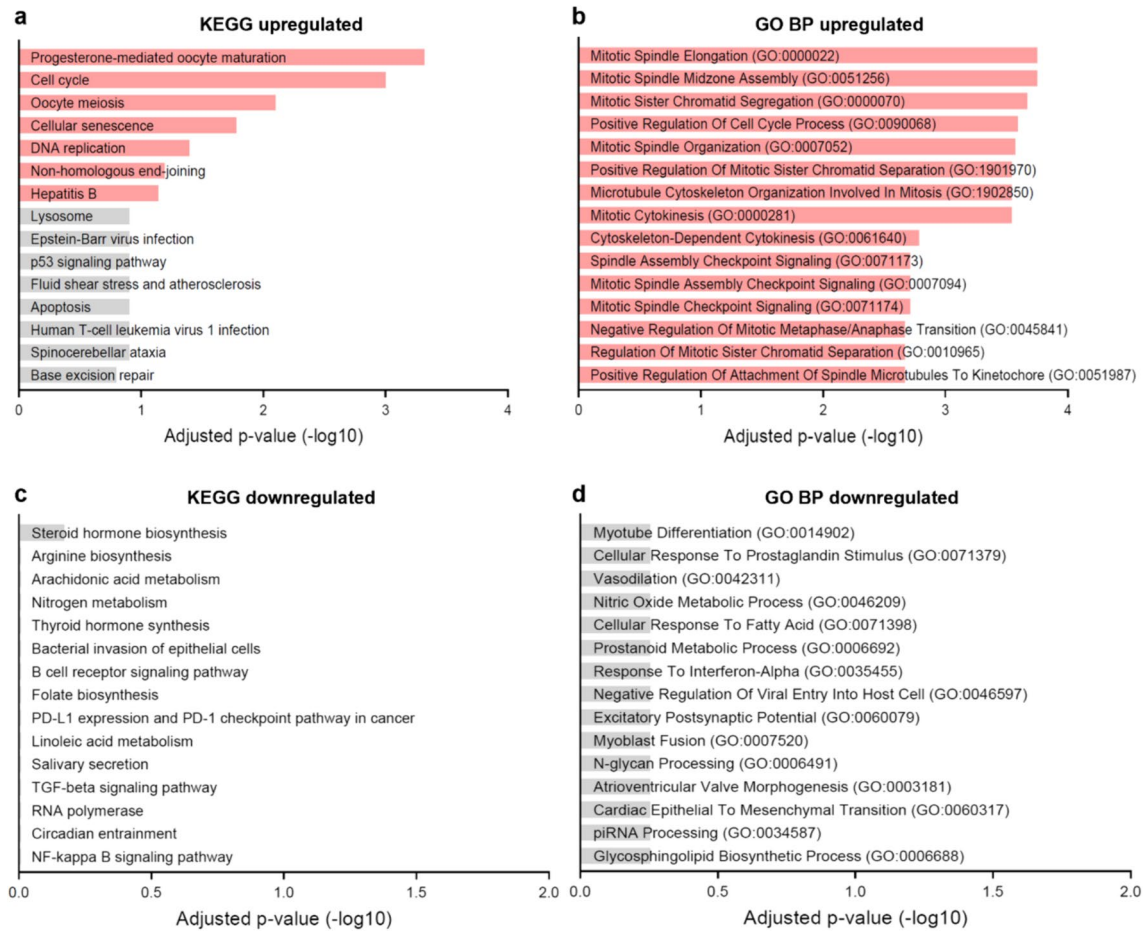 a
KEGG upregulated
Progesterone-mediated oocyte maturation
Cell cycle
Oocyte meiosis
Cellular senescence
DNA replication
Non-homologous end-joining
Hepatitis B
Lysosome
Epstein-Barr virus infection
p53 signaling pathway
Fluid shear stress and atherosclerosis
Apoptosis
Human T-cell leukemia virus 1 infection
Spinocerebellar ataxia
Base excision repair
0 1 2 3 4
Adjusted p-value (-log10)
b
GO BP upregulated
Mitotic Spindle Elongation (GO:0000022)
Mitotic Spindle Midzone Assembly (GO:0051256)
Mitotic Sister Chromatid Segregation (GO:0000070)
Positive Regulation Of Cell Cycle Process (GO:0090068)
Mitotic Spindle Organization (GO:0007052)
Positive Regulation Of Mitotic Sister Chromatid Separation (GO:1901970)
Microtubule Cytoskeleton Organization Involved In Mitosis (GO:1902850)
Mitotic Cytokinesis (GO:0000281)
Cytoskeleton-Dependent Cytokinesis (GO:0061640)
Spindle Assembly Checkpoint Signaling (GO:0071173)
Mitotic Spindle Assembly Checkpoint Signaling (GO:0007094)
Mitotic Spindle Checkpoint Signaling (GO:0071174)
Negative Regulation Of Mitotic Metaphase/Anaphase Transition (GO:0045841)
Regulation Of Mitotic Sister Chromatid Separation (GO:0010965)
Positive Regulation Of Attachment Of Spindle Microtubules To Kinetochore (GO:0051987)
0 1 2 3 4
Adjusted p-value (-log10)
c
KEGG downregulated
Steroid hormone biosynthesis
Arginine biosynthesis
Arachidonic acid metabolism
Nitrogen metabolism
Thyroid hormone synthesis
Bacterial invasion of epithelial cells
B cell receptor signaling pathway
Folate biosynthesis
PD-L1 expression and PD-1 checkpoint pathway in cancer
Linoleic acid metabolism
Salivary secretion
TGF-beta signaling pathway
RNA polymerase
Circadian entrainment
NF-kappa B signaling pathway
0.0 0.5 1.0 1.5 2.0
Adjusted p-value (-log10)
d
GO BP downregulated
Myotube Differentiation (GO:0014902)
Cellular Response To Prostaglandin Stimulus (GO:0071379)
Vasodilation (GO:0042311)
Nitric Oxide Metabolic Process (GO:0046209)
Cellular Response To Fatty Acid (GO:0071398)
Prostanoid Metabolic Process (GO:0006692)
Response To Interferon-Alpha (GO:0035455)
Negative Regulation Of Viral Entry Into Host Cell (GO:0046597)
Excitatory Postsynaptic Potential (GO:0060079)
Myoblast Fusion (GO:0007520)
N-glycan Processing (GO:0006491)
Atrioventricular Valve Morphogenesis (GO:0003181)
Cardiac Epithelial To Mesenchymal Transition (GO:0060317)
piRNA Processing (GO:0034587)
Glycosphingolipid Biosynthetic Process (GO:0006688)
0.0 0.5 1.0 1.5 2.0
Adjusted p-value (-log10)